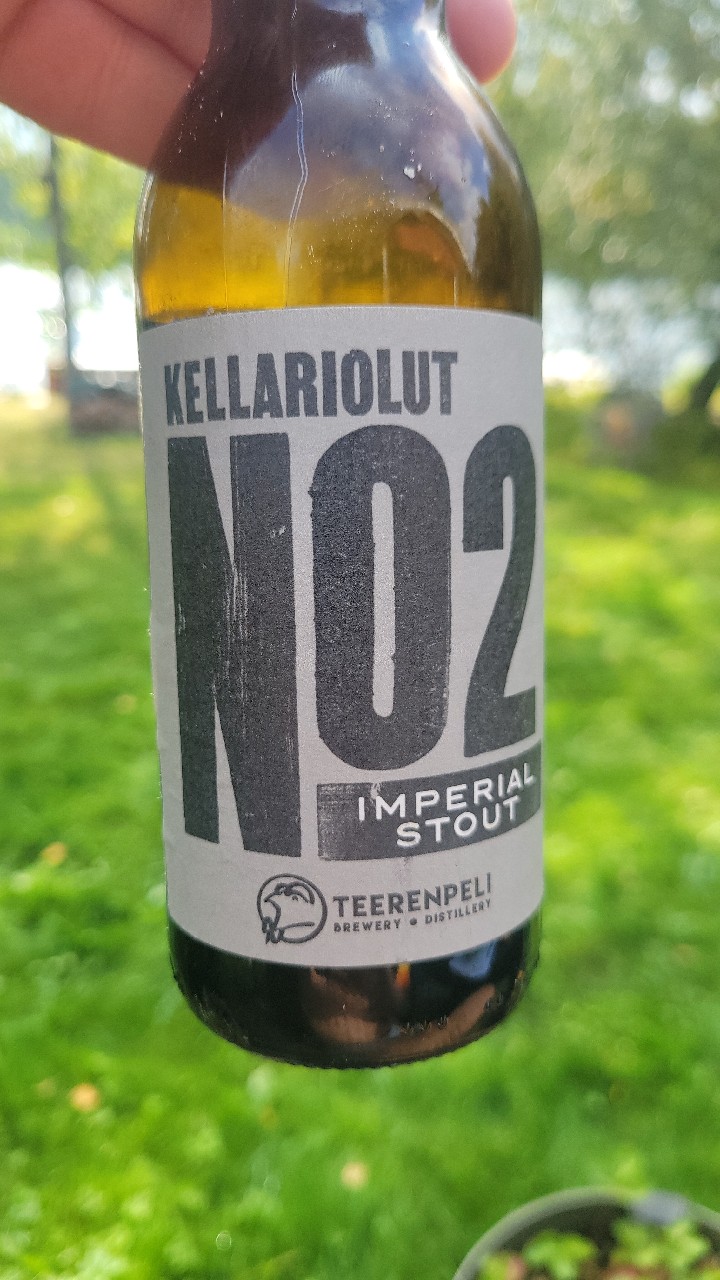 KELLARIOLUT
NO2
IMPERIAL
STOUT
TEERENPELI
BREWERY • DISTILLERY